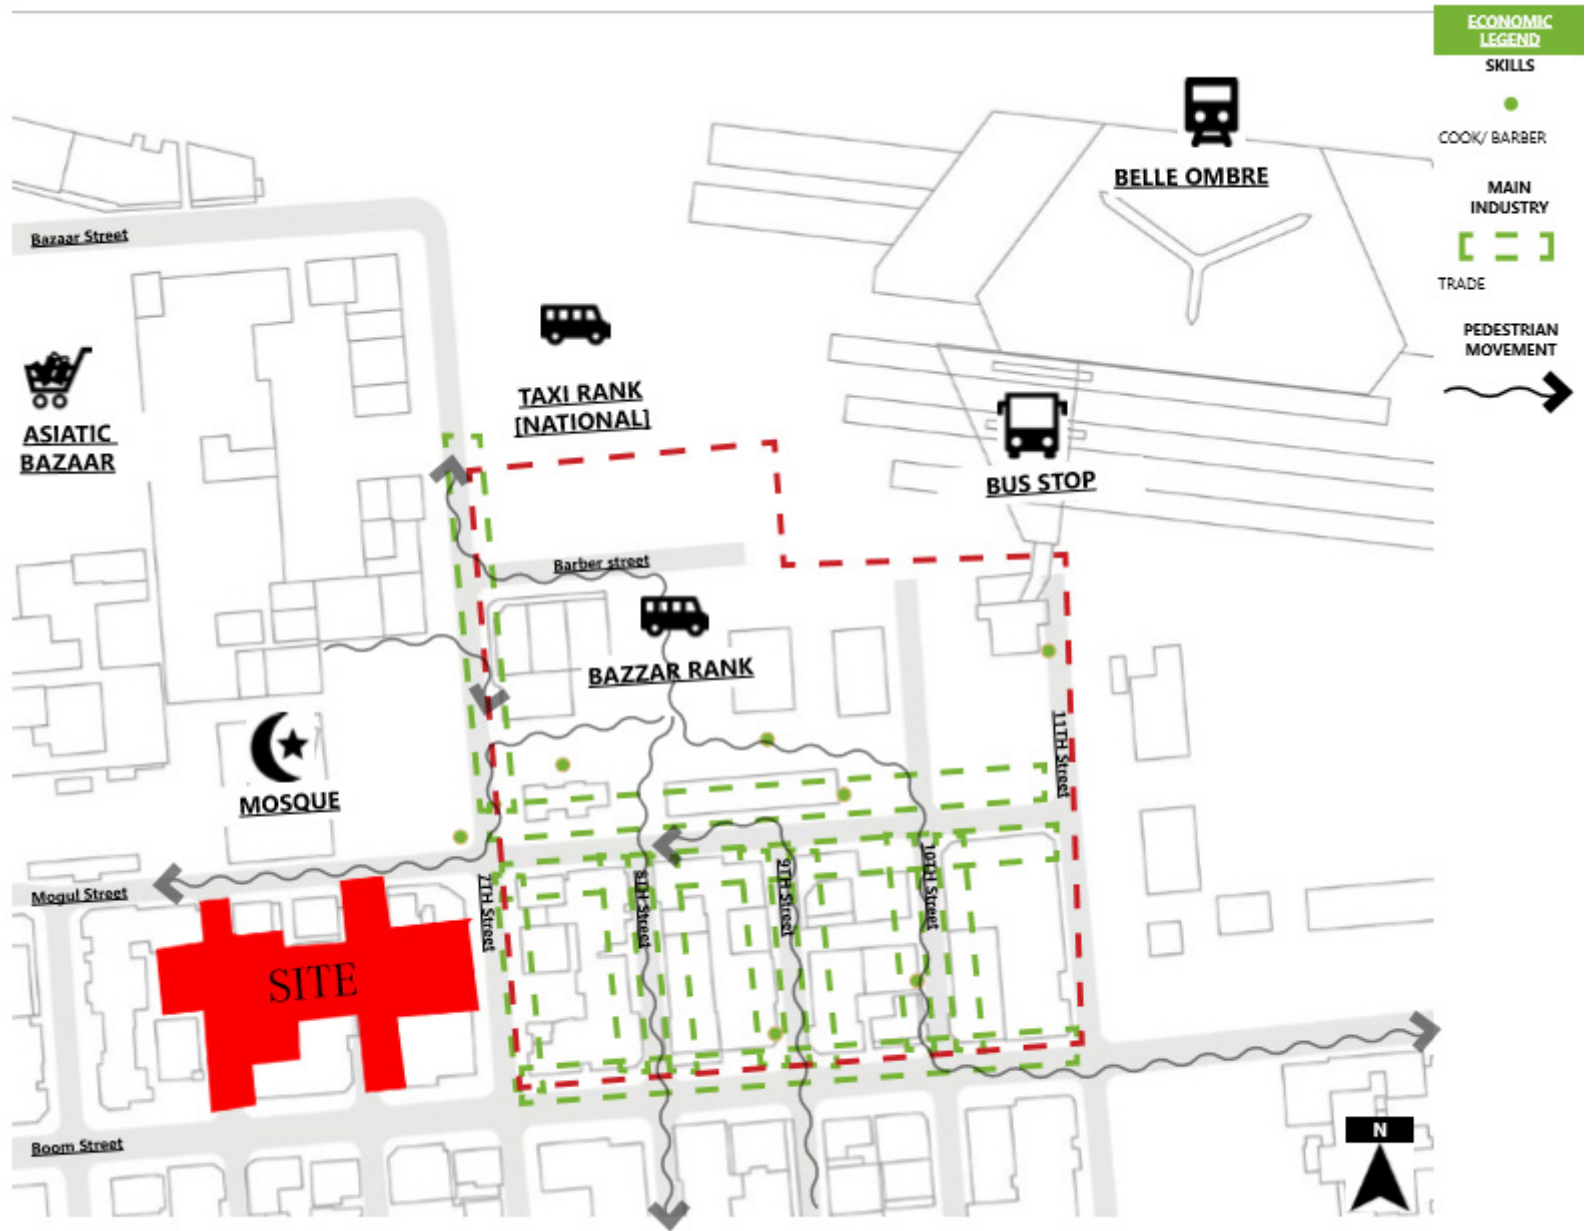 ECONOMIC
LEGEND
SKILLS
COOK/ BARBER
MAIN
INDUSTRY
TRADE
PEDESTRIAN
MOVEMENT
BELLE OMBRE
Bazaar Street
TAXI RANK
[NATIONAL]
ASIATIC
BAZAAR
BUS STOP
Barber street
BAZZAR RANK
11TH Street
MOSQUE
Mogul Street
7TH Street
8TH Street
9TH Street
10TH Street
SITE
Boom Street
N